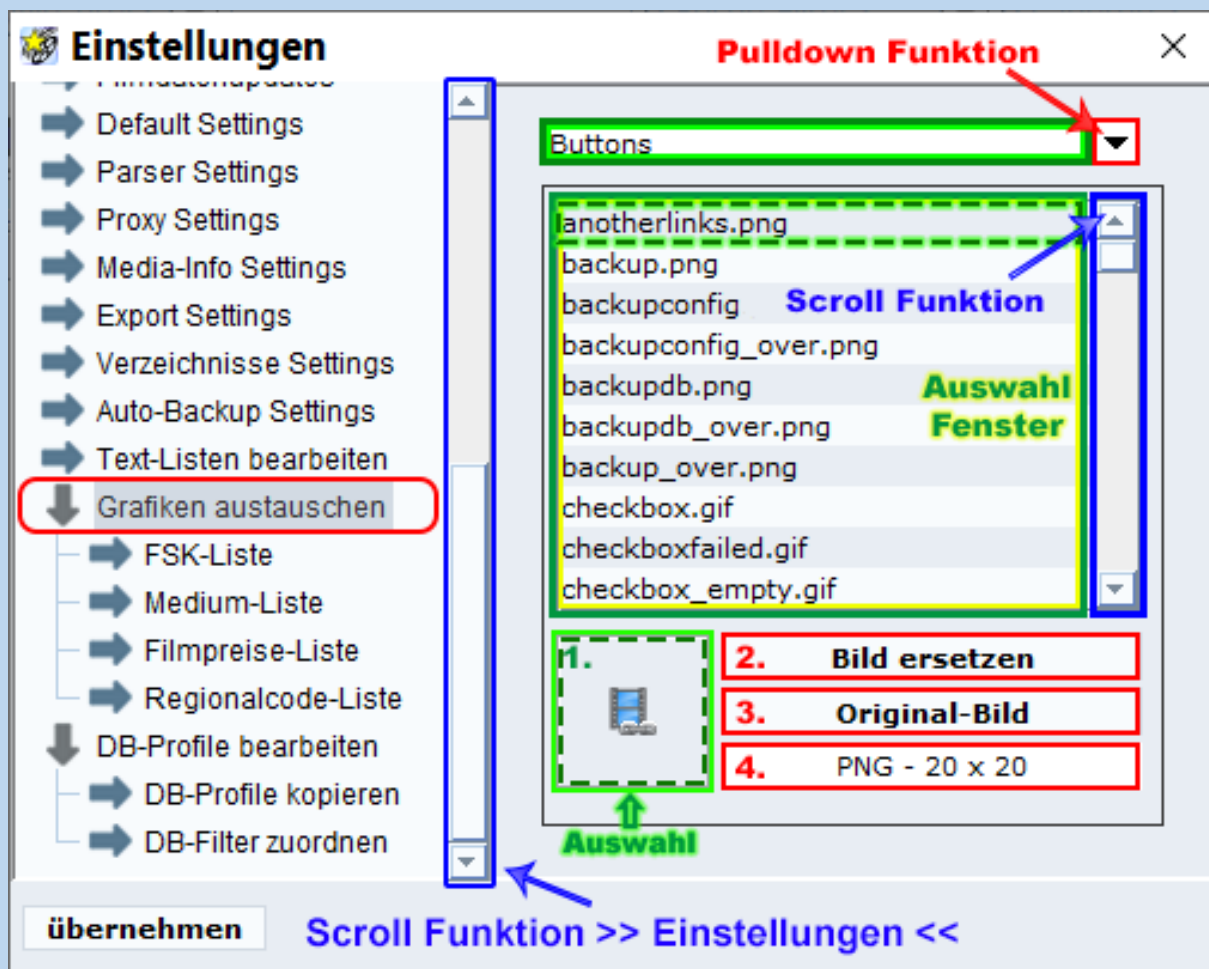 Einstellungen
Pulldown Funktion
Default Settings
Parser Settings
Proxy Settings
Media-Info Settings
Export Settings
Verzeichnisse Settings
Auto-Backup Settings
Text-Listen bearbeiten
Grafiken austauschen
FSK-Liste
Medium-Liste
Filmpreise-Liste
Regionalcode-Liste
DB-Profile bearbeiten
DB-Profile kopieren
DB-Filter zuordnen
Buttons
anotherlinks.png
backup.png
backupconfig
Scroll Funktion
backupconfig_over.png
backupdb.png
Auswahl
Fenster
backupdb_over.png
backup_over.png
checkbox.gif
checkboxfailed.gif
checkbox_empty.gif
1.
2. Bild ersetzen
3. Original-Bild
4. PNG - 20 x 20
Auswahl
übernehmen
Scroll Funktion >> Einstellungen <<